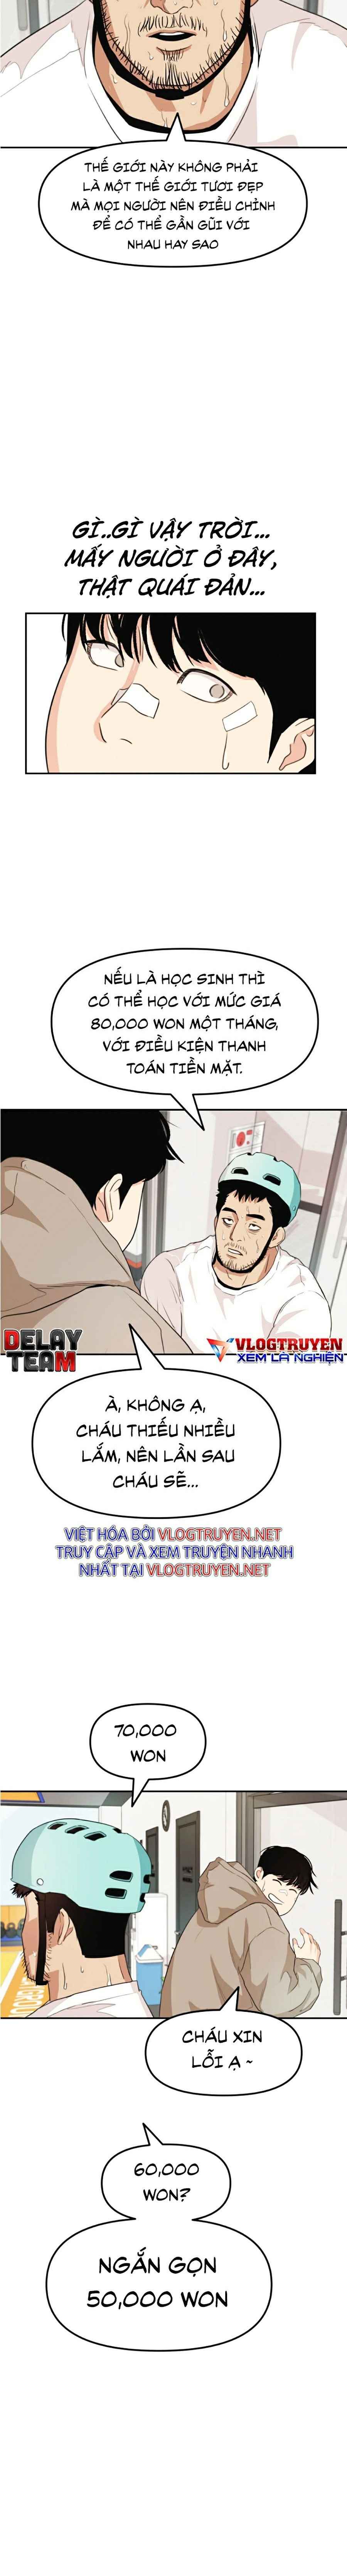 THẾ GIỚI NÀY KHÔNG PHẢI
LÀ MỘT THẾ GIỚI TƯƠI ĐẸP
MÀ MỌI NGƯỜI NÊN ĐIỀU CHỈNH
ĐỂ CÓ THỂ GẦN GŨI VỚI
NHAU HAY SAO
GÌ..GÌ VẬY TRỜI...
MẤY NGƯỜI Ở ĐÂY,
THẬT QUÁI ĐẢN...
NẾU LÀ HỌC SINH THÌ
CÓ THỂ HỌC VỚI MỨC GIÁ
80,000 WON MỘT THÁNG,
VỚI ĐIỀU KIỆN THANH
TOÁN TIỀN MẶT.
DELAY
TEAM
VLOGTRUYEN
XEM LÀ NGHIỆN
À, KHÔNG Ạ,
CHÁU THIẾU NHIỀU
LẮM, NÊN LẦN SAU
CHÁU SẼ...
VIỆT HÓA BỞI VLOGTRUYEN.NET
TRUY CẬP VÀ XEM TRUYỆN NHANH
NHẤT TẠI VLOGTRUYEN.NET
70,000
WON
CHÁU XIN
LỖI Ạ ~
60,000
WON?
NGẮN GỌN
50,000 WON